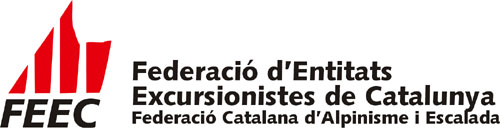 FEEC
Federació d'Entitats
Excursionistes de Catalunya
Federació Catalana d'Alpinisme i Escalada